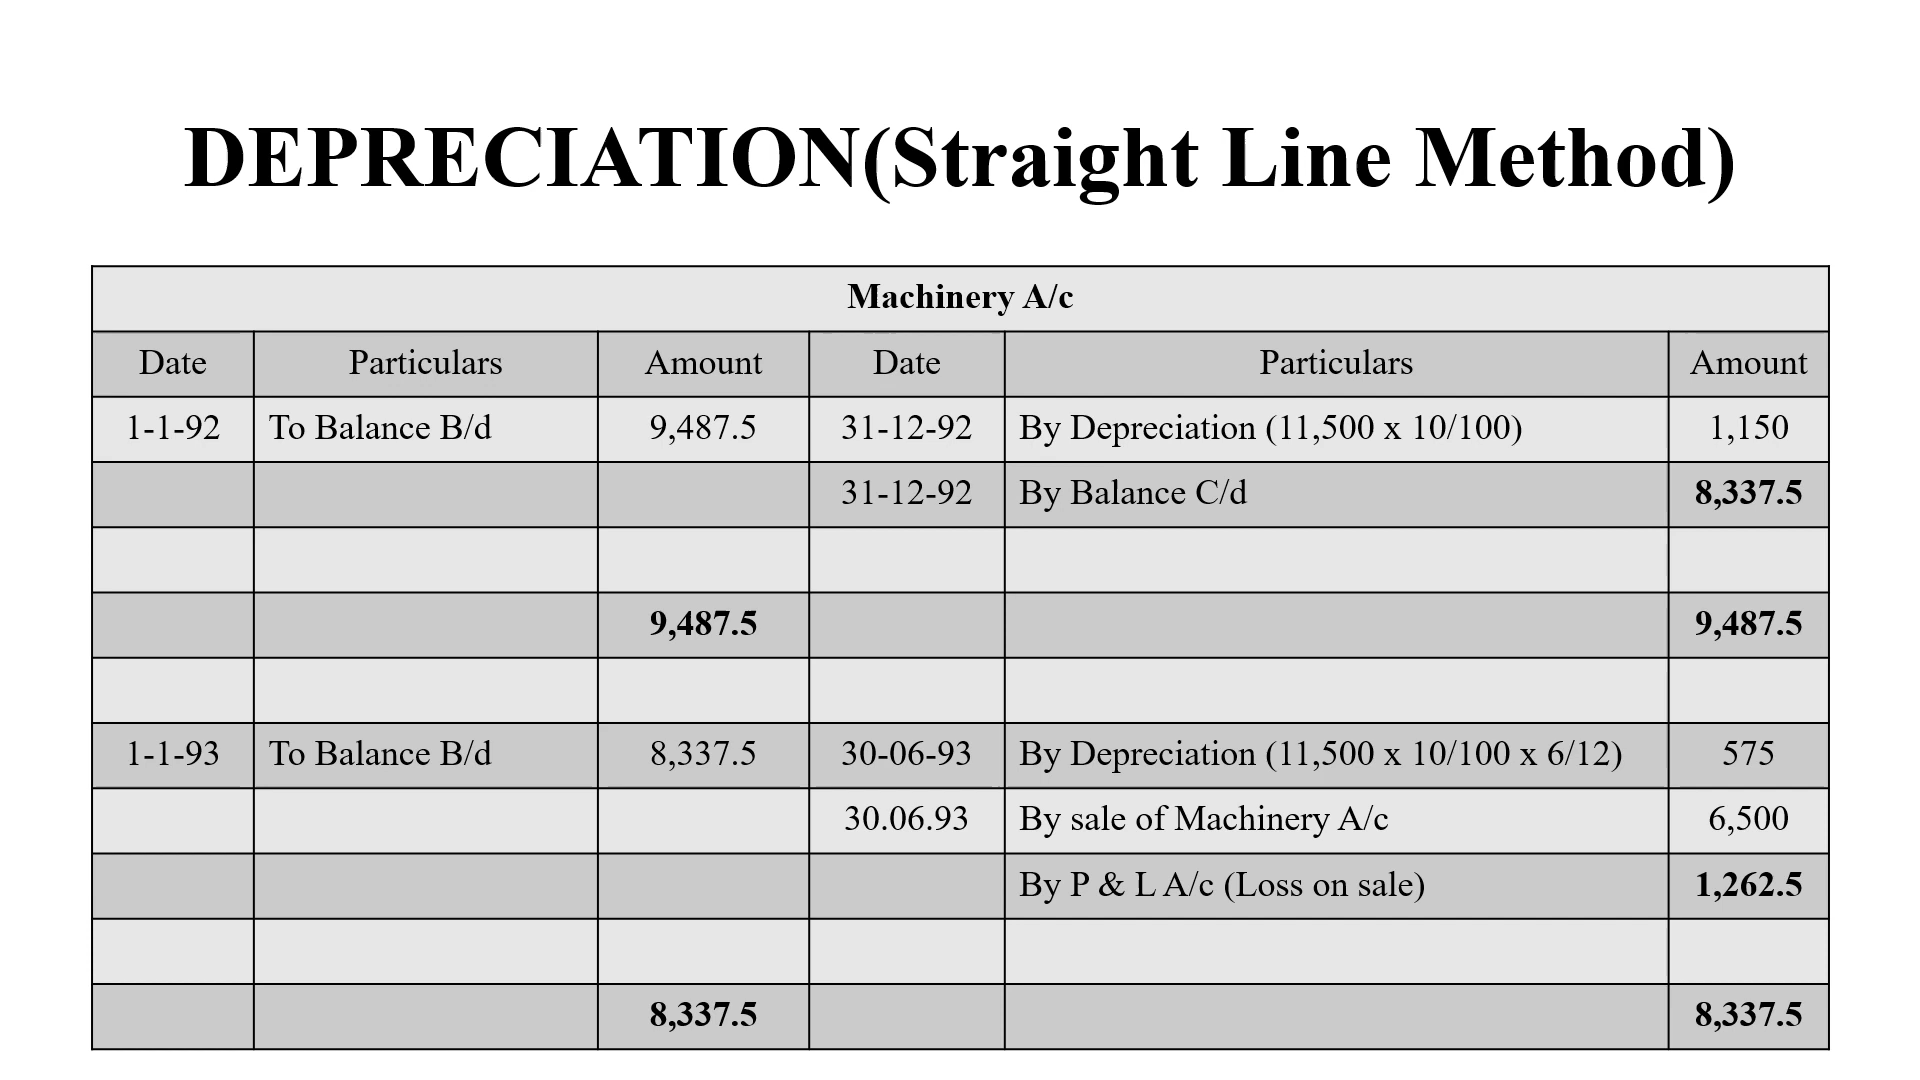 DEPRECIATION(Straight Line Method)
Machinery A/c
Date Particulars Amount Date Particulars Amount
1-1-92 To Balance B/d 9,487.5 31-12-92 By Depreciation (11,500 x 10/100) 1,150
31-12-92 By Balance C/d 8,337.5
9,487.5 9,487.5
1-1-93 To Balance B/d 8,337.5 30-06-93 By Depreciation (11,500 x 10/100 x 6/12) 575
30.06.93 By sale of Machinery A/c 6,500
By P & L A/c (Loss on sale) 1,262.5
8,337.5 8,337.5